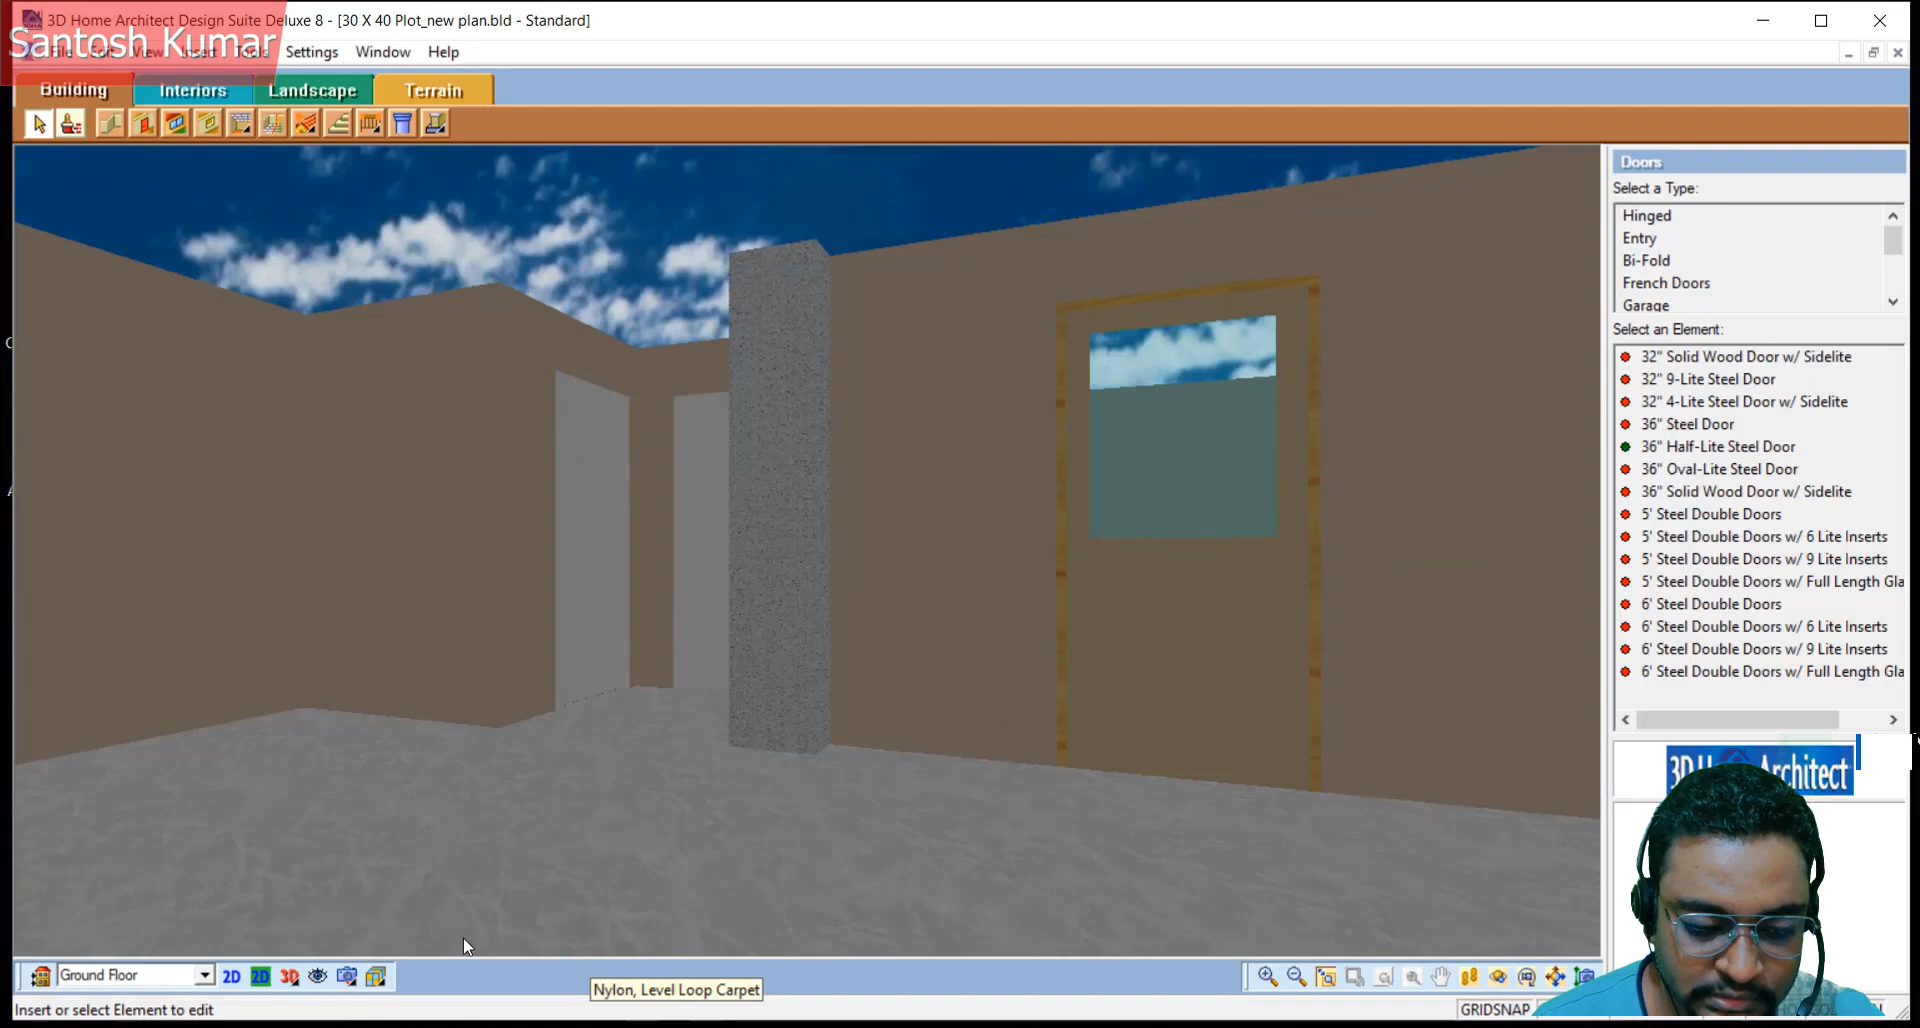 3D Home Architect Design Suite Deluxe 8 - [30 X 40 Plot_new plan.bld - Standard]
Santosh Kumar
File Edit View Insert Tools Settings Window Help
Building Interiors Landscape Terrain
Doors
Select a Type:
Hinged
Entry
Bi-Fold
French Doors
Garage
Select an Element:
32" Solid Wood Door w/ Sidelite
32" 9-Lite Steel Door
32" 4-Lite Steel Door w/ Sidelite
36" Steel Door
36" Half-Lite Steel Door
36" Oval-Lite Steel Door
36" Solid Wood Door w/ Sidelite
5' Steel Double Doors
5' Steel Double Doors w/ 6 Lite Inserts
5' Steel Double Doors w/ 9 Lite Inserts
5' Steel Double Doors w/ Full Length Gla
6' Steel Double Doors
6' Steel Double Doors w/ 6 Lite Inserts
6' Steel Double Doors w/ 9 Lite Inserts
6' Steel Double Doors w/ Full Length Gla
3D Architect
Ground Floor 2D 2D 3D
Nylon, Level Loop Carpet
Insert or select Element to edit
GRIDSNAP